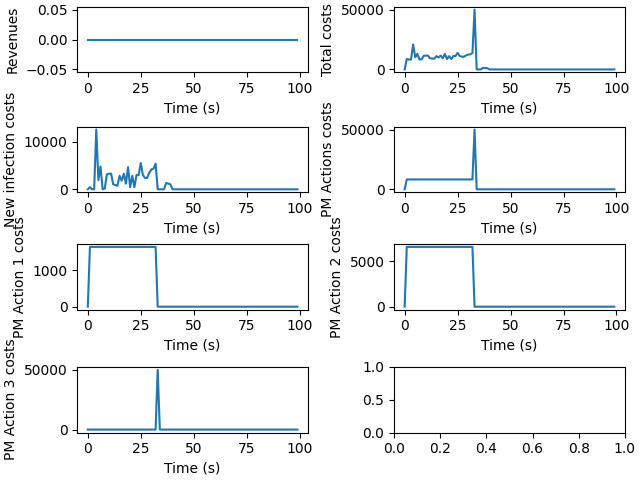 Revenues
0.05
0.00
−0.05
0 25 50 75 100
Time (s)
Total costs
50000
0
0 25 50 75 100
Time (s)
New infection costs
10000
0
0 25 50 75 100
Time (s)
PM Actions costs
50000
0
0 25 50 75 100
Time (s)
PM Action 1 costs
1000
0
0 25 50 75 100
Time (s)
PM Action 2 costs
5000
0
0 25 50 75 100
Time (s)
PM Action 3 costs
50000
0
0 25 50 75 100
Time (s)
1.0
0.5
0.0
0.0 0.2 0.4 0.6 0.8 1.0